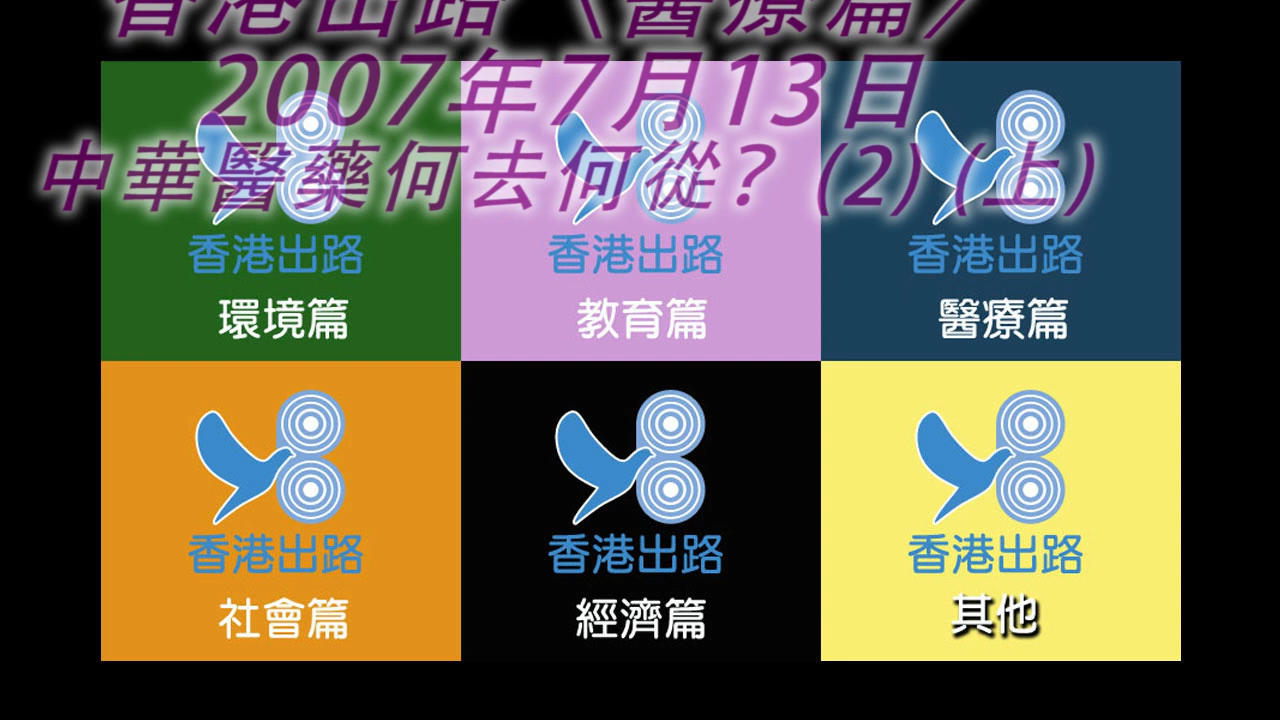 香港出路〈醫療篇〉
2007年7月13日
中華醫藥何去何從？(2)(上)
香港出路
環境篇
香港出路
教育篇
香港出路
醫療篇
香港出路
社會篇
香港出路
經濟篇
香港出路
其他